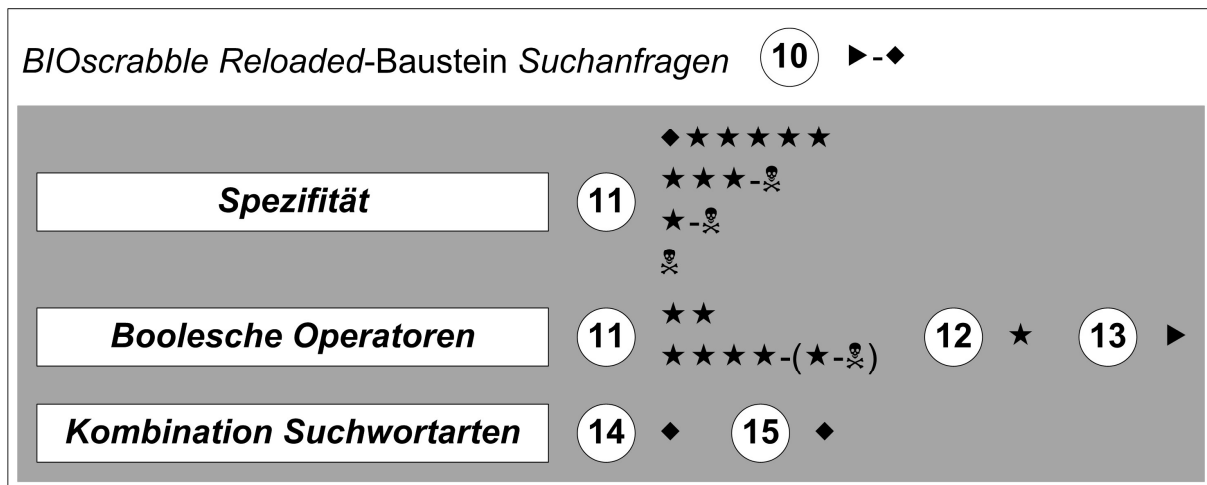 BIOscrabble Reloaded-Baustein Suchanfragen 10 ▶-◆
◆★★★★★
★★★-☠
Spezifität 11
★-☠
☠
Boolesche Operatoren 11 ★★ 12 ★ 13 ▶
★★★★-(★-☠)
Kombination Suchwortarten 14 ◆ 15 ◆